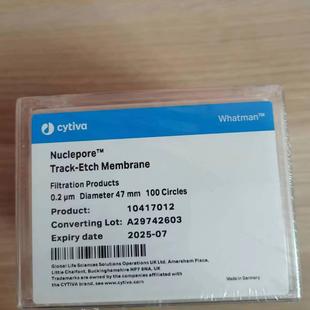 cytiva
Whatman™
Nuclepore™
Track-Etch Membrane
Filtration Products
0.2 µm Diameter 47 mm 100 Circles
Product: 10417012
Converting Lot: A29742603
Expiry date 2025-07
Global Life Sciences Solutions Operations UK Ltd, Amersham Place,
Little Chalfont, Buckinghamshire HP7 9NA, UK
Trademarks are owned by the companies affiliated with
the CYTIVA brand, see www.cytiva.com
Made in Germany